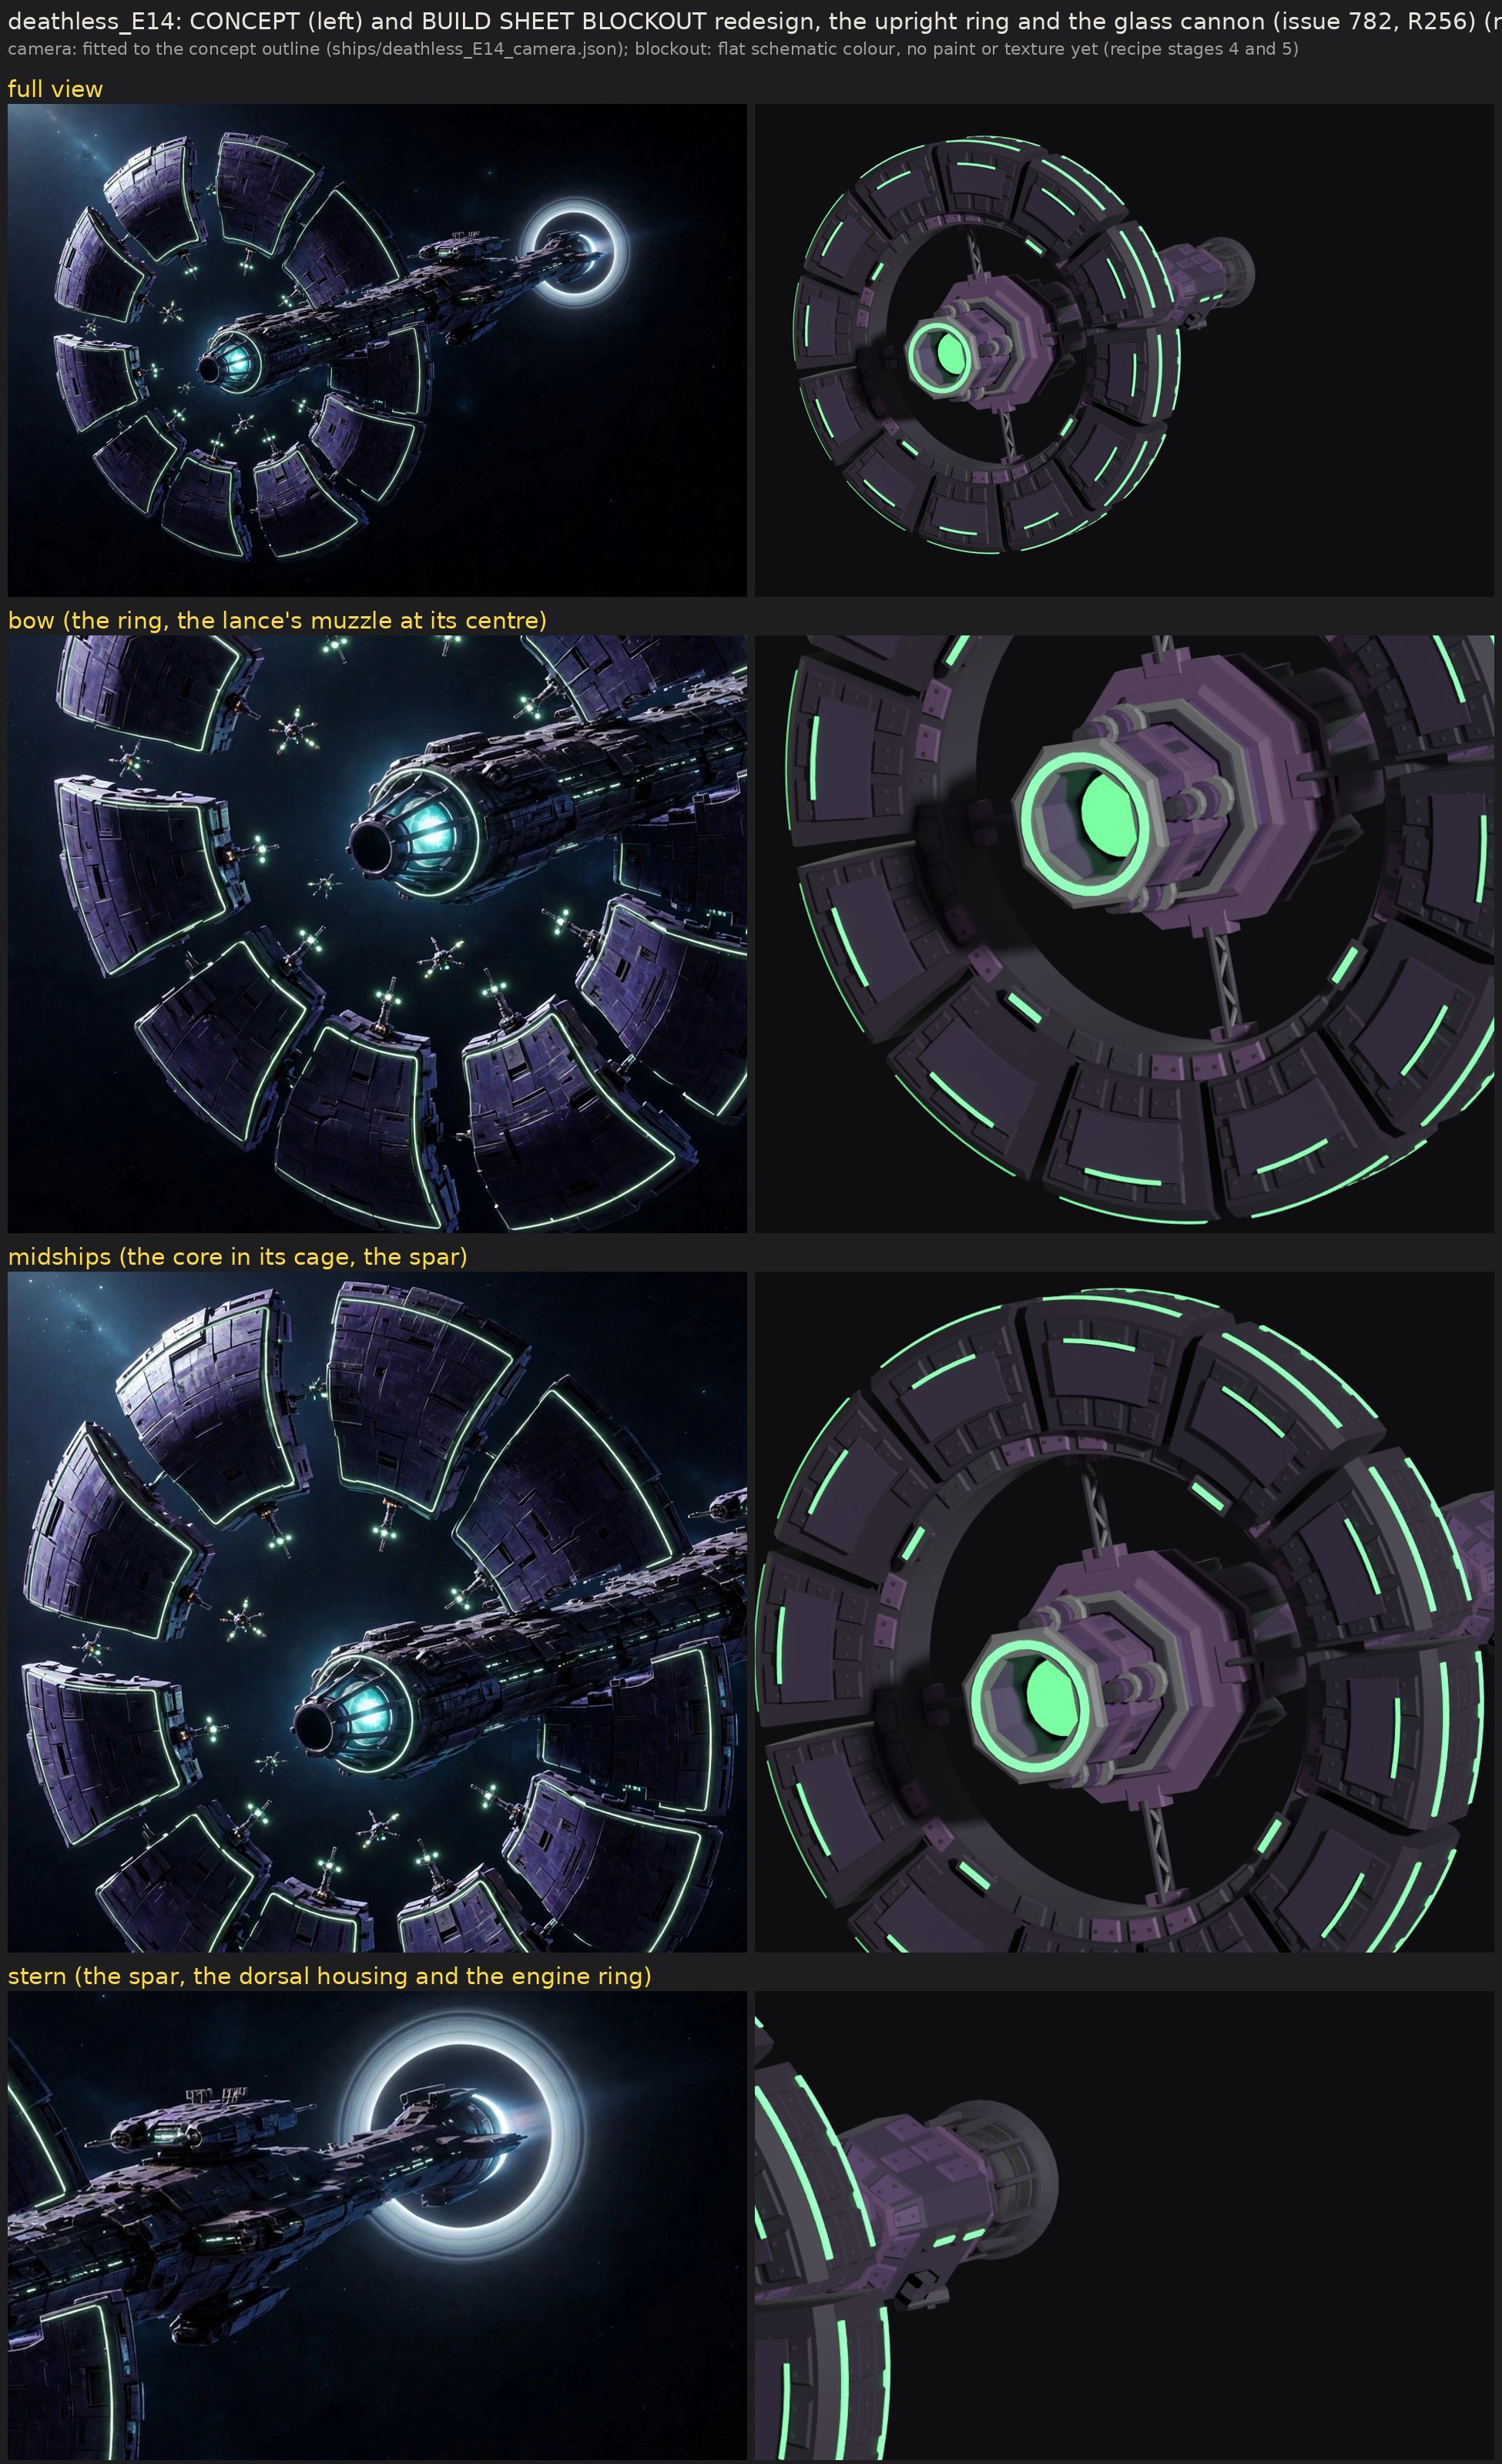 deathless_E14: CONCEPT (left) and BUILD SHEET BLOCKOUT redesign, the upright ring and the glass cannon (issue 782, R256) (r
camera: fitted to the concept outline (ships/deathless_E14_camera.json); blockout: flat schematic colour, no paint or texture yet (recipe stages 4 and 5)
full view
bow (the ring, the lance's muzzle at its centre)
midships (the core in its cage, the spar)
stern (the spar, the dorsal housing and the engine ring)